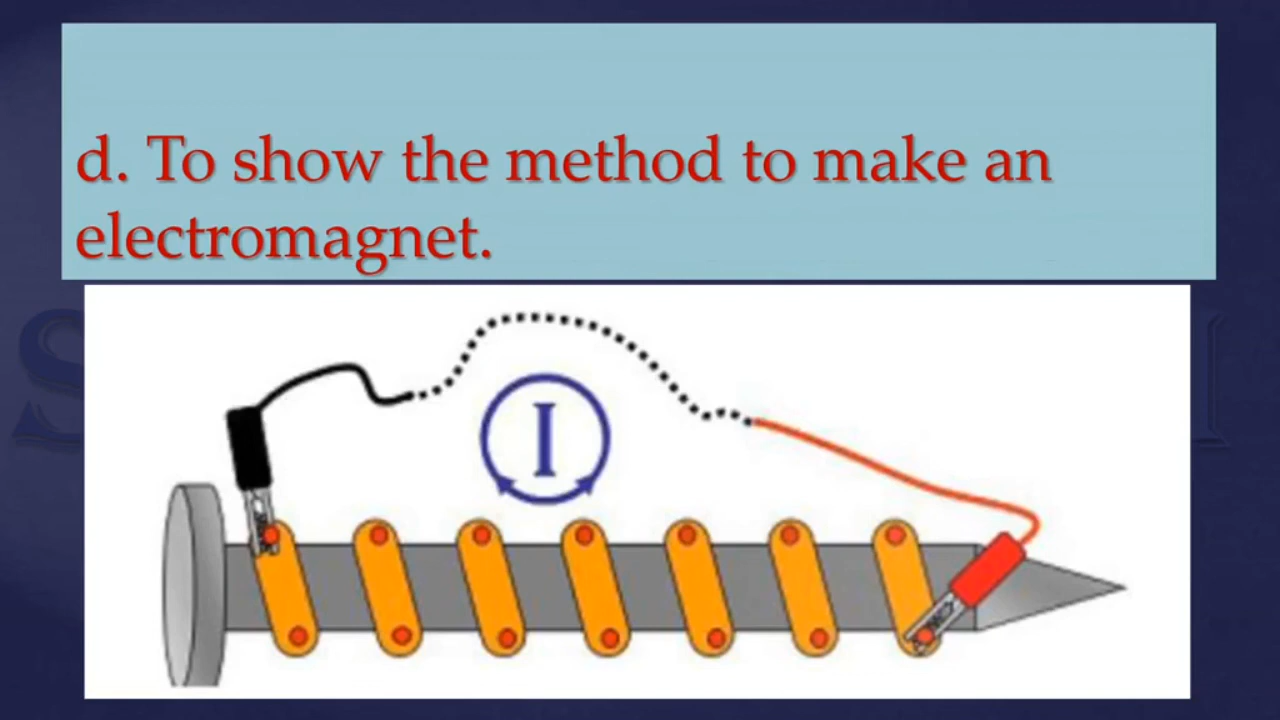 d. To show the method to make an
electromagnet.
I